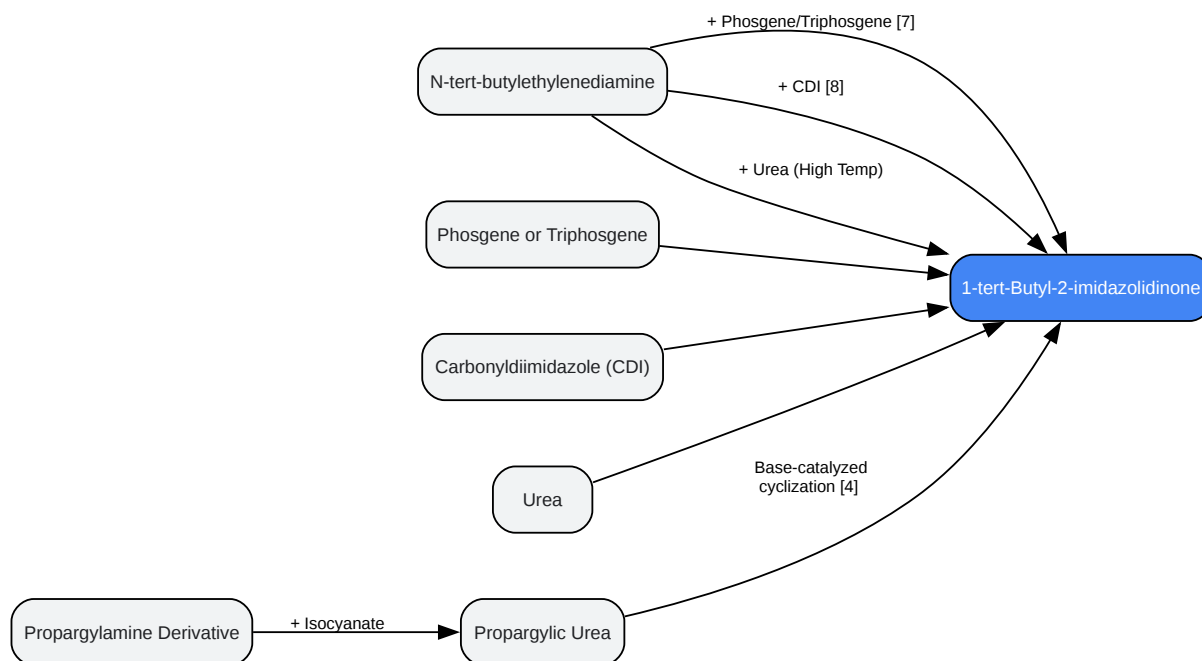 + Phosgene/Triphosgene [7]
N-tert-butylethylenediamine
+ CDI [8]
+ Urea (High Temp)
Phosgene or Triphosgene
1-tert-Butyl-2-imidazolidinone
Carbonyldiimidazole (CDI)
Base-catalyzed
cyclization [4]
Urea
Propargylamine Derivative
+ Isocyanate
Propargylic Urea